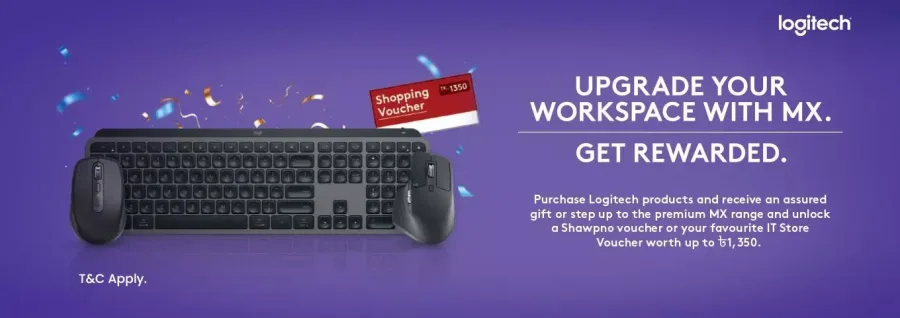 logitech
Shopping
Voucher
TK. 1350
UPGRADE YOUR
WORKSPACE WITH MX.
GET REWARDED.
Purchase Logitech products and receive an assured
gift or step up to the premium MX range and unlock
a Shawpno voucher or your favourite IT Store
Voucher worth up to ৳1,350.
T&C Apply.